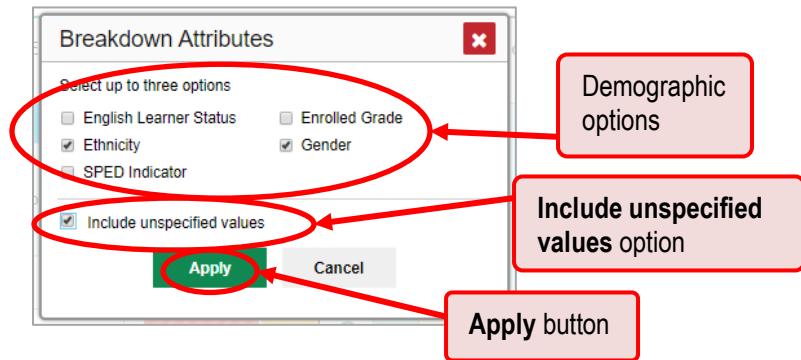 Breakdown Attributes
Select up to three options
English Learner Status
Enrolled Grade
Ethnicity
Gender
SPED Indicator
Include unspecified values
Apply
Cancel
Demographic
options
Include unspecified
values option
Apply button